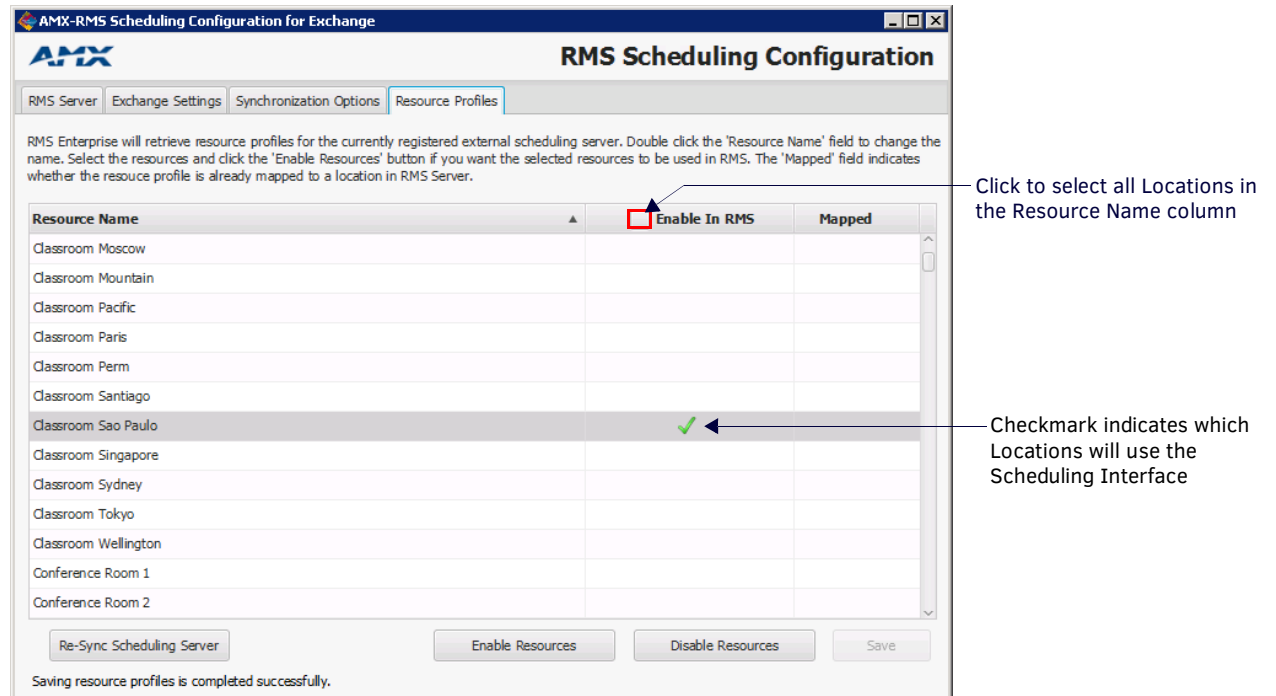 AMX-RMS Scheduling Configuration for Exchange
AMX
RMS Scheduling Configuration
RMS Server
Exchange Settings
Synchronization Options
Resource Profiles
RMS Enterprise will retrieve resource profiles for the currently registered external scheduling server. Double click the 'Resource Name' field to change the
name. Select the resources and click the 'Enable Resources' button if you want the selected resources to be used in RMS. The 'Mapped' field indicates
whether the resouce profile is already mapped to a location in RMS Server.
Click to select all Locations in
the Resource Name column
Resource Name
Enable In RMS
Mapped
Classroom Moscow
Classroom Mountain
Classroom Pacific
Classroom Paris
Classroom Perm
Classroom Santiago
Classroom Sao Paulo
Checkmark indicates which
Locations will use the
Scheduling Interface
Classroom Singapore
Classroom Sydney
Classroom Tokyo
Classroom Wellington
Conference Room 1
Conference Room 2
Re-Sync Scheduling Server
Enable Resources
Disable Resources
Save
Saving resource profiles is completed successfully.